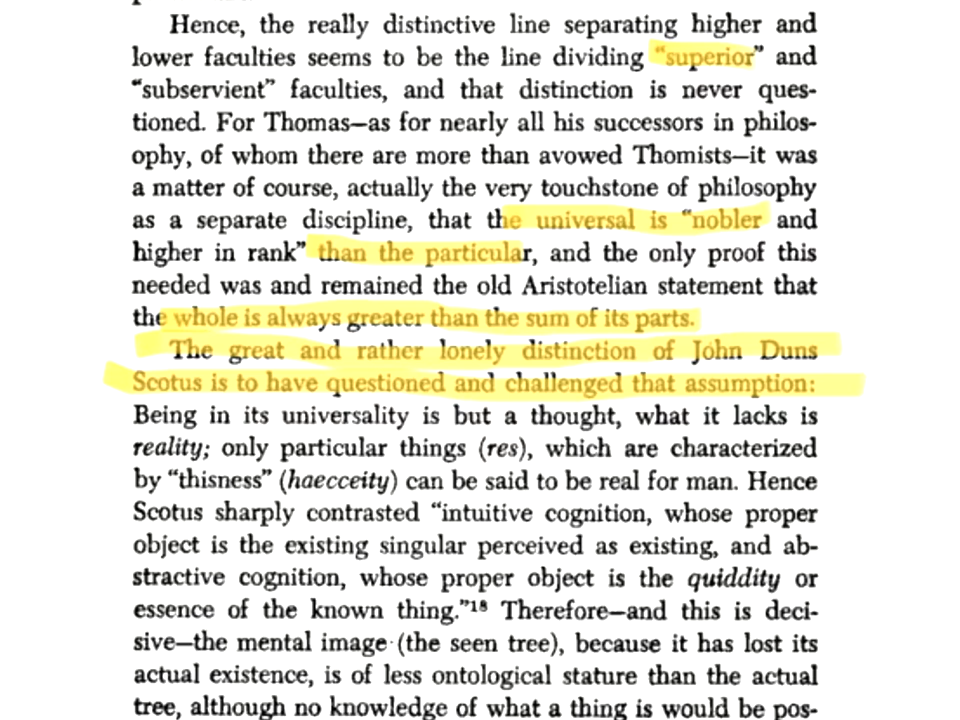 Hence, the really distinctive line separating higher and
lower faculties seems to be the line dividing “superior” and
“subservient” faculties, and that distinction is never ques-
tioned. For Thomas—as for nearly all his successors in philos-
ophy, of whom there are more than avowed Thomists—it was
a matter of course, actually the very touchstone of philosophy
as a separate discipline, that the universal is “nobler and
higher in rank” than the particular, and the only proof this
needed was and remained the old Aristotelian statement that
the whole is always greater than the sum of its parts.
The great and rather lonely distinction of John Duns
Scotus is to have questioned and challenged that assumption:
Being in its universality is but a thought, what it lacks is
reality; only particular things (res), which are characterized
by “thisness” (haecceity) can be said to be real for man. Hence
Scotus sharply contrasted “intuitive cognition, whose proper
object is the existing singular perceived as existing, and ab-
stractive cognition, whose proper object is the quiddity or
essence of the known thing.”¹⁸ Therefore—and this is deci-
sive—the mental image (the seen tree), because it has lost its
actual existence, is of less ontological stature than the actual
tree, although no knowledge of what a thing is would be pos-